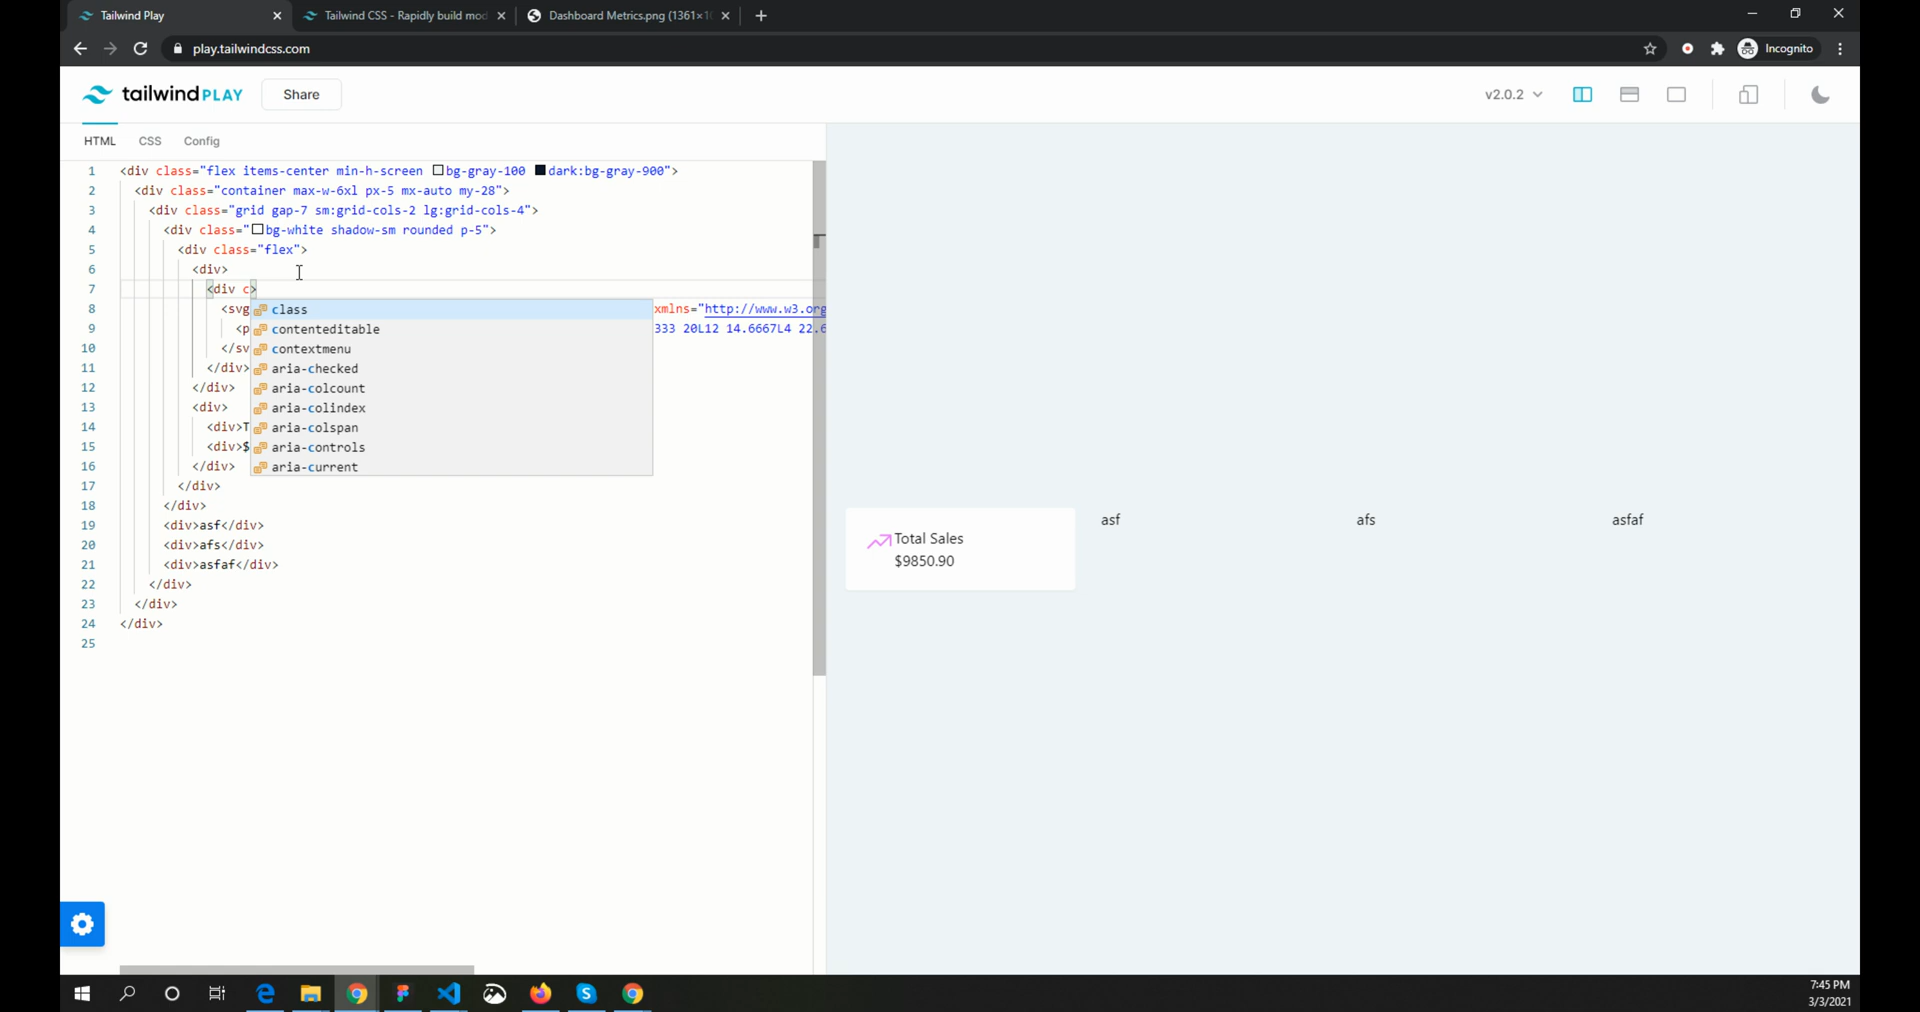 Tailwind Play
Tailwind CSS - Rapidly build mod
Dashboard Metrics.png (1361×10
play.tailwindcss.com
Incognito
tailwindPLAY
Share
v2.0.2
HTML CSS Config
1 <div class="flex items-center min-h-screen bg-gray-100 dark:bg-gray-900">
2 <div class="container max-w-6xl px-5 mx-auto my-28">
3 <div class="grid gap-7 sm:grid-cols-2 lg:grid-cols-4">
4 <div class="bg-white shadow-sm rounded p-5">
5 <div class="flex">
6 <div>
7 <div c>
8 <svg xmlns="http://www.w3.org
9 <p 333 20L12 14.6667L4 22.6
10 </sv
11 </div>
12 </div>
13 <div>
14 <div>T
15 <div>$
16 </div>
17 </div>
18 </div>
19 <div>asf</div>
20 <div>afs</div>
21 <div>asfaf</div>
22 </div>
23 </div>
24 </div>
25
class
contenteditable
contextmenu
aria-checked
aria-colcount
aria-colindex
aria-colspan
aria-controls
aria-current
Total Sales
$9850.90
asf
afs
asfaf
7:45 PM
3/3/2021